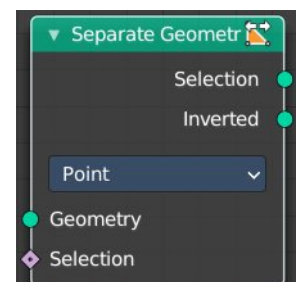 Separate Geometr
Selection
Inverted
Point
Geometry
Selection